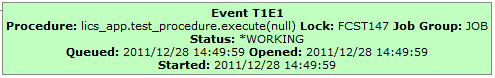 Event T1E1
Procedure: lics_app.test_procedure.execute(null) Lock: FCST147 Job Group: JOB
Status: *WORKING
Queued: 2011/12/28 14:49:59 Opened: 2011/12/28 14:49:59
Started: 2011/12/28 14:49:59